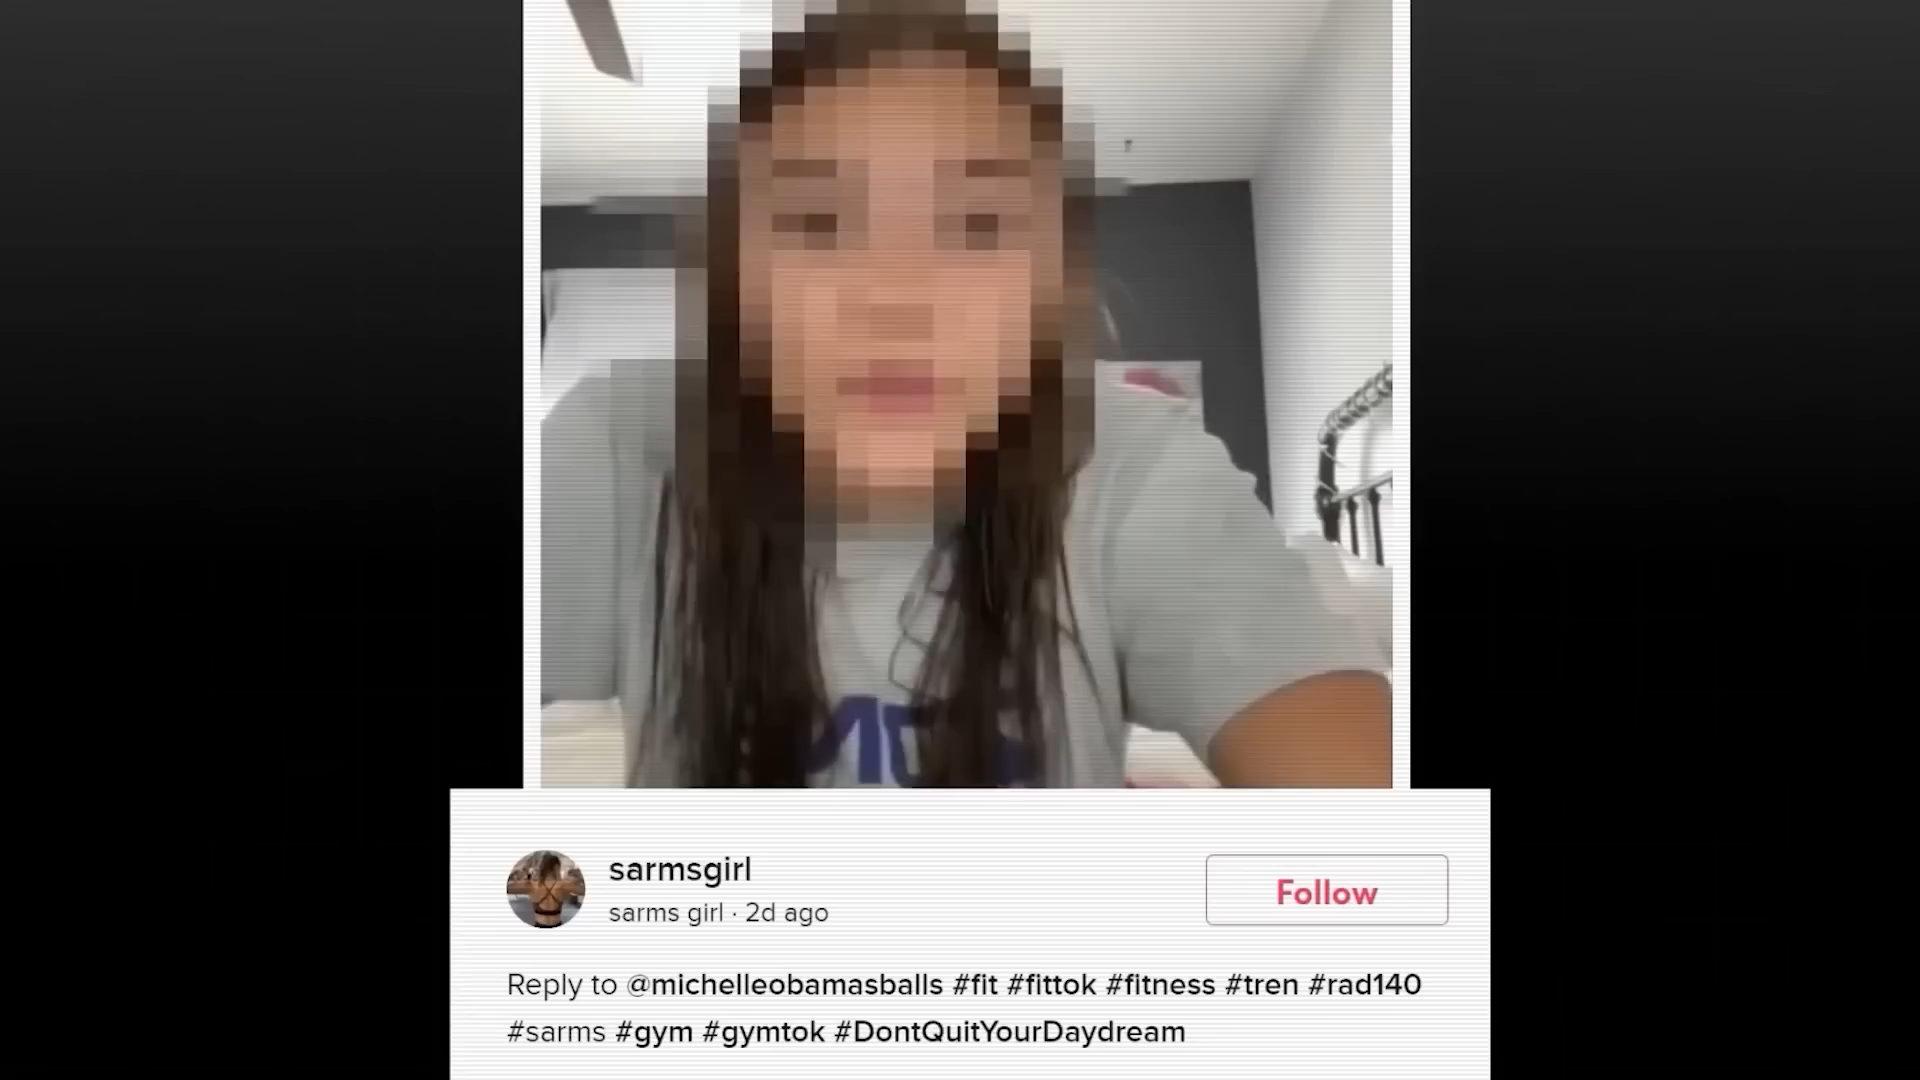 sarmsgirl
sarms girl · 2d ago
Follow
Reply to @michelleobamasballs #fit #fittok #fitness #tren #rad140
#sarms #gym #gymtok #DontQuitYourDaydream